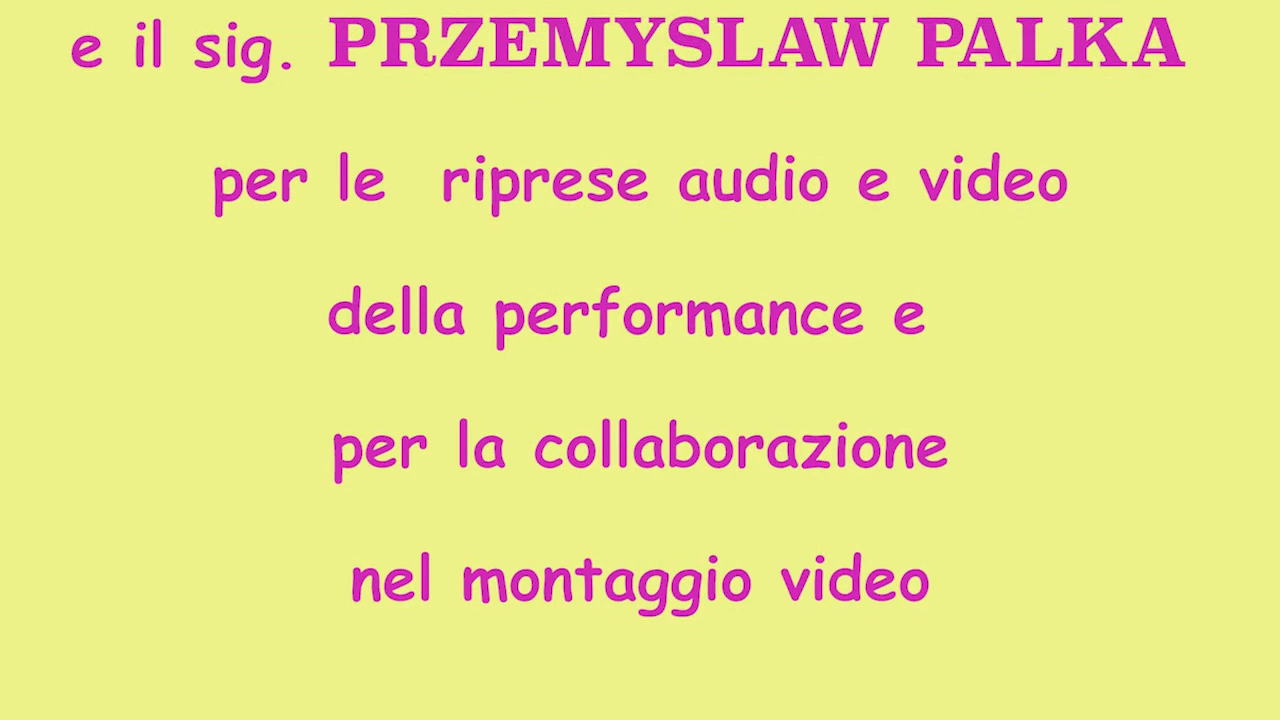 e il sig. PRZEMYSLAW PALKA
per le riprese audio e video
della performance e
per la collaborazione
nel montaggio video